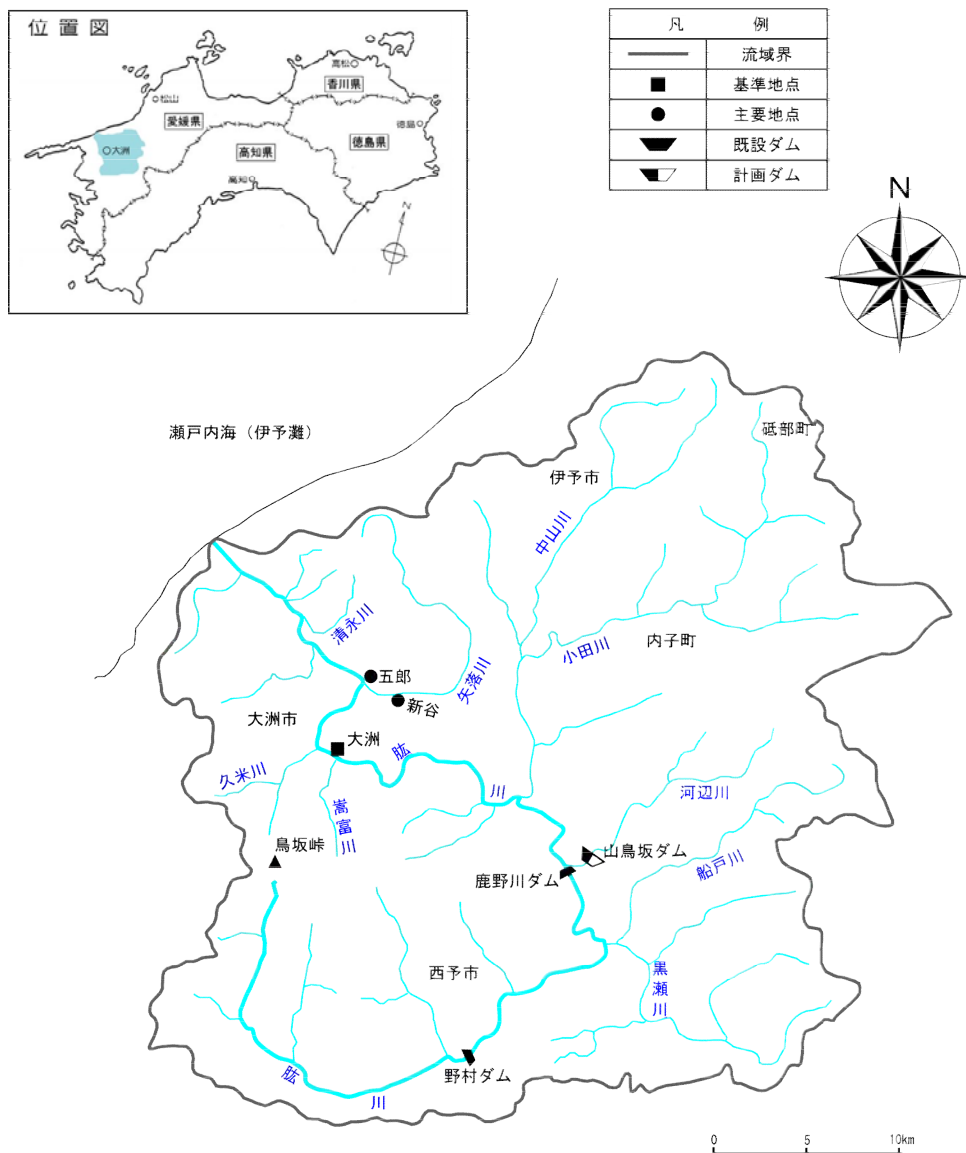 位置図
高松
香川県
松山
愛媛県
徳島
徳島県
大洲
高知県
高知
N
凡 例
流域界
基準地点
主要地点
既設ダム
計画ダム
N
瀬戸内海（伊予灘）
砥部町
伊予市
中山川
清永川
小田川
内子町
五郎
矢落川
新谷
大洲市
大洲
肱
川
久米川
嵩富川
河辺川
鳥坂峠
山鳥坂ダム
船戸川
鹿野川ダム
西予市
黒瀬川
野村ダム
肱
川
0 5 10km